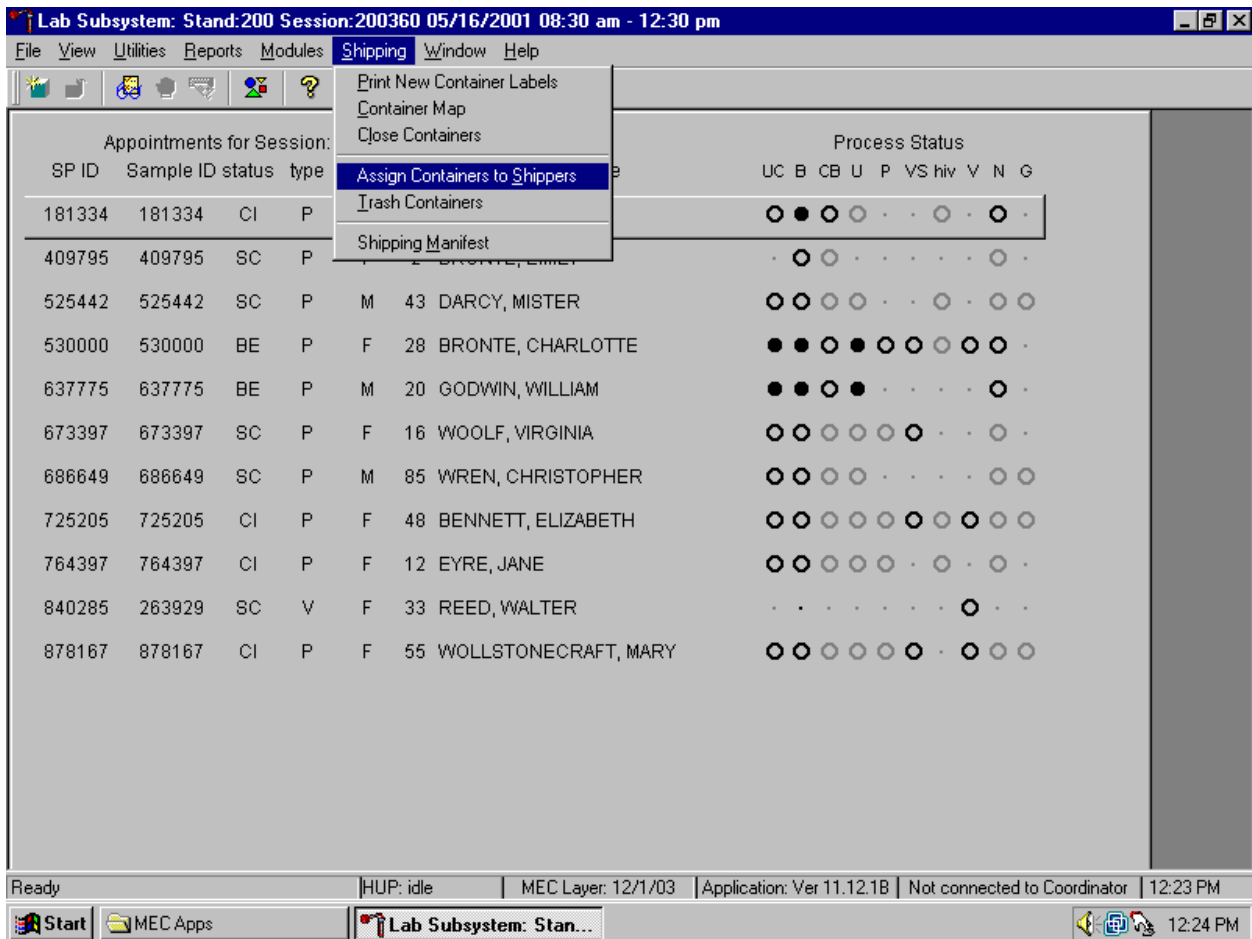 Lab Subsystem: Stand:200 Session:200360 05/16/2001 08:30 am - 12:30 pm
File View Utilities Reports Modules Shipping Window Help
Print New Container Labels
Container Map
Close Containers
Assign Containers to Shippers
Trash Containers
Shipping Manifest
Appointments for Session: Process Status
SP ID Sample ID status type UC B CB U P VS hiv V N G
181334 181334 CI P
409795 409795 SC P
525442 525442 SC P M 43 DARCY, MISTER
530000 530000 BE P F 28 BRONTE, CHARLOTTE
637775 637775 BE P M 20 GODWIN, WILLIAM
673397 673397 SC P F 16 WOOLF, VIRGINIA
686649 686649 SC P M 85 WREN, CHRISTOPHER
725205 725205 CI P F 48 BENNETT, ELIZABETH
764397 764397 CI P F 12 EYRE, JANE
840285 263929 SC V F 33 REED, WALTER
878167 878167 CI P F 55 WOLLSTONECRAFT, MARY
Ready HUP: idle MEC Layer: 12/1/03 Application: Ver 11.12.1B Not connected to Coordinator 12:23 PM
Start MEC Apps Lab Subsystem: Stan... 12:24 PM